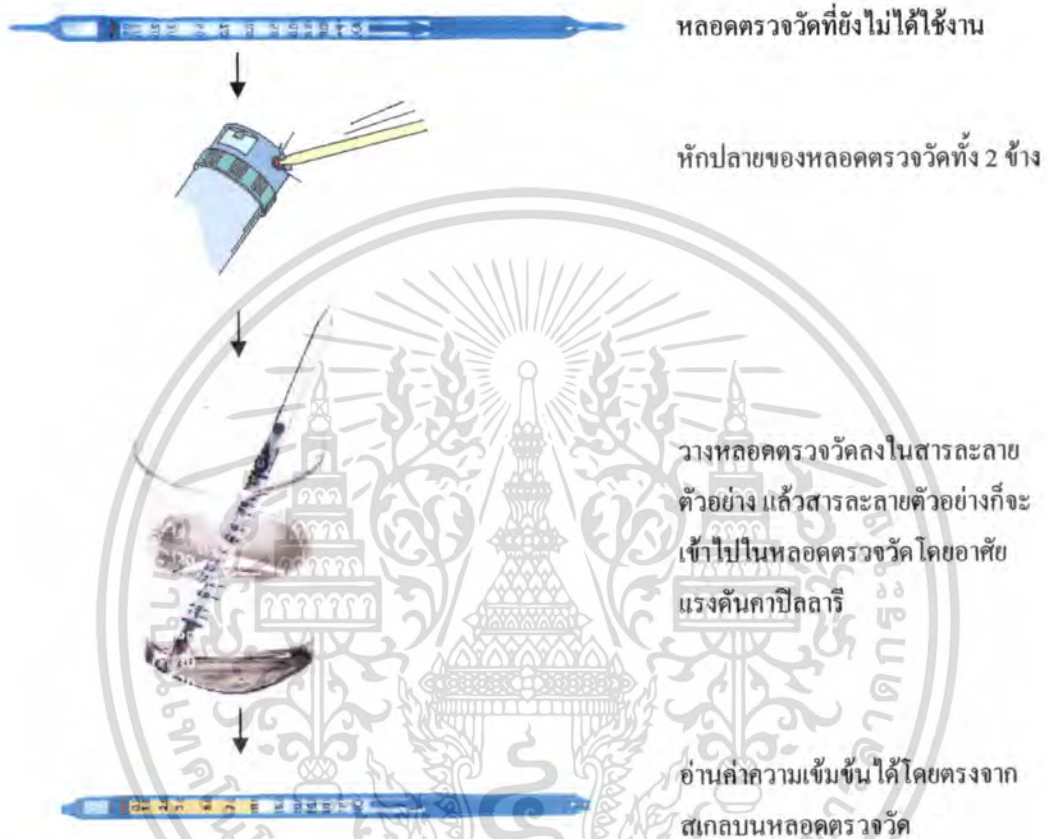 หลอดตรวจวัดที่ยังไม่ได้ใช้งาน
หักปลายของหลอดตรวจวัดทั้ง 2 ข้าง
วางหลอดตรวจวัดลงในสารละลาย
ตัวอย่าง แล้วสารละลายตัวอย่างก็จะ
เข้าไปในหลอดตรวจวัดโดยอาศัย
แรงดันคาปิลลารี
อ่านค่าความเข้มข้นได้โดยตรงจาก
สเกลบนหลอดตรวจวัด